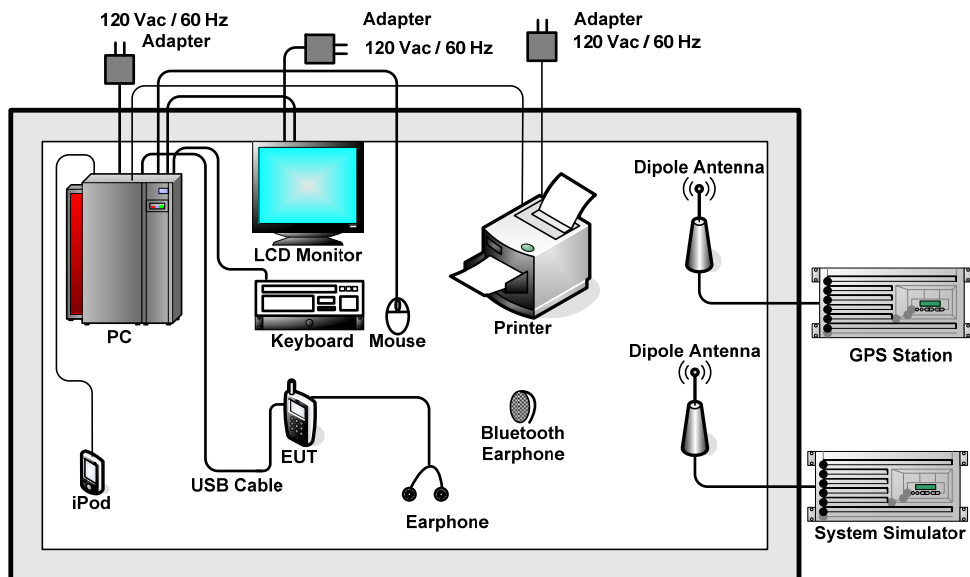 120 Vac / 60 Hz
Adapter
Adapter
120 Vac / 60 Hz
Adapter
120 Vac / 60 Hz
Dipole Antenna
LCD Monitor
PC
Keyboard
Mouse
Printer
GPS Station
Dipole Antenna
Bluetooth
Earphone
EUT
USB Cable
iPod
Earphone
System Simulator